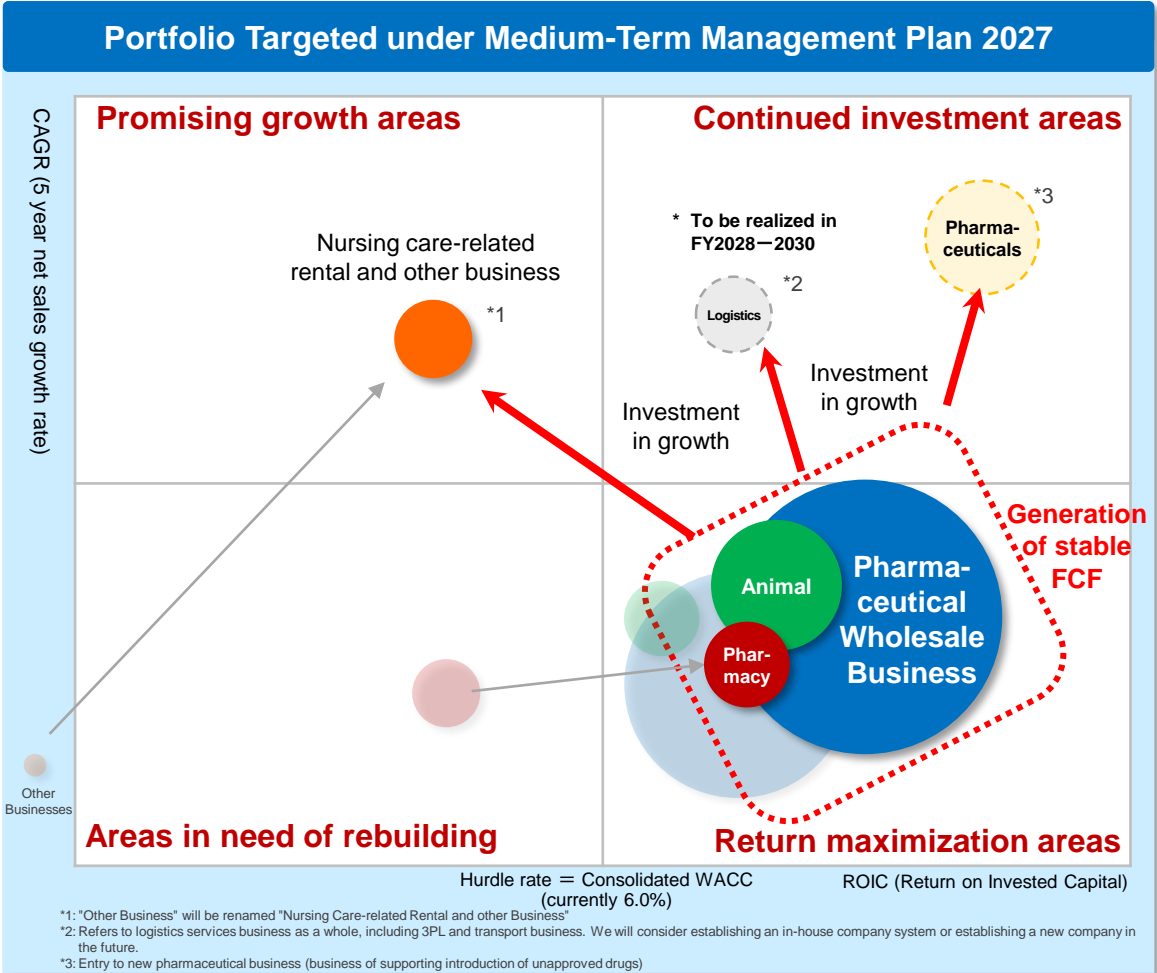 Portfolio Targeted under Medium-Term Management Plan 2027
CAGR (5 year net sales growth rate)
Promising growth areas
Continued investment areas
Nursing care-related
rental and other business
*1
* To be realized in
FY2028－2030
*2
Logistics
*3
Pharma-
ceuticals
Investment
in growth
Investment
in growth
Generation
of stable
FCF
Animal
Pharma-
ceutical
Wholesale
Business
Phar-
macy
Other
Businesses
Areas in need of rebuilding
Return maximization areas
Hurdle rate ＝ Consolidated WACC
(currently 6.0%)
ROIC (Return on Invested Capital)
*1: "Other Business" will be renamed "Nursing Care-related Rental and other Business"
*2: Refers to logistics services business as a whole, including 3PL and transport business. We will consider establishing an in-house company system or establishing a new company in
the future.
*3: Entry to new pharmaceutical business (business of supporting introduction of unapproved drugs)